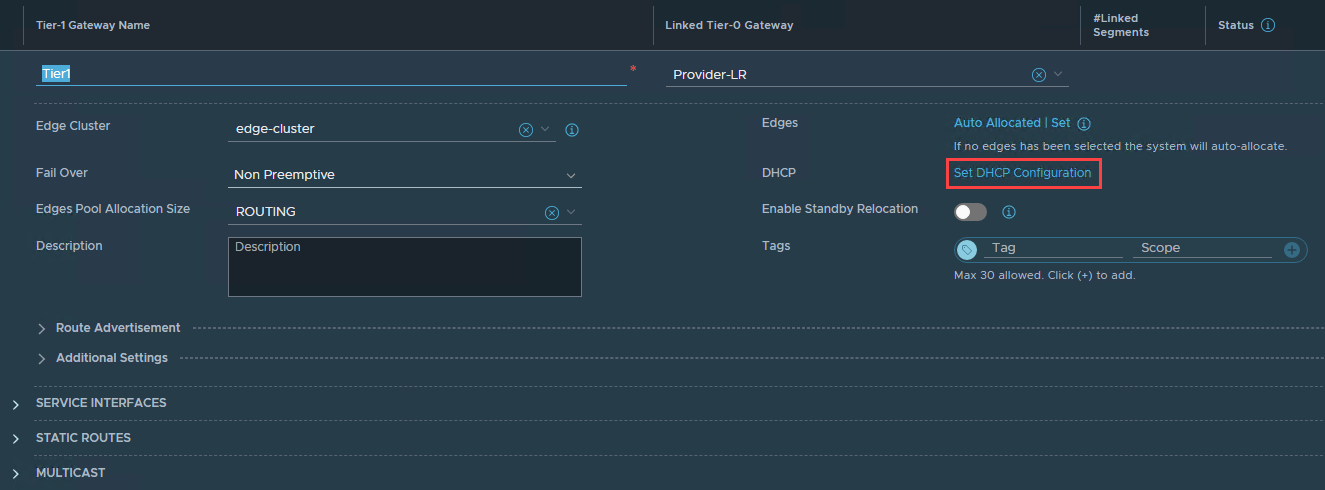 Tier-1 Gateway Name
Linked Tier-0 Gateway
#Linked
Segments
Status
Tier1 *
Provider-LR
Edge Cluster
edge-cluster
Edges
Auto Allocated | Set
If no edges has been selected the system will auto-allocate.
Fail Over
Non Preemptive
DHCP
Set DHCP Configuration
Edges Pool Allocation Size
ROUTING
Enable Standby Relocation
Description
Description
Tags
Tag
Scope
Max 30 allowed. Click (+) to add.
Route Advertisement
Additional Settings
SERVICE INTERFACES
STATIC ROUTES
MULTICAST